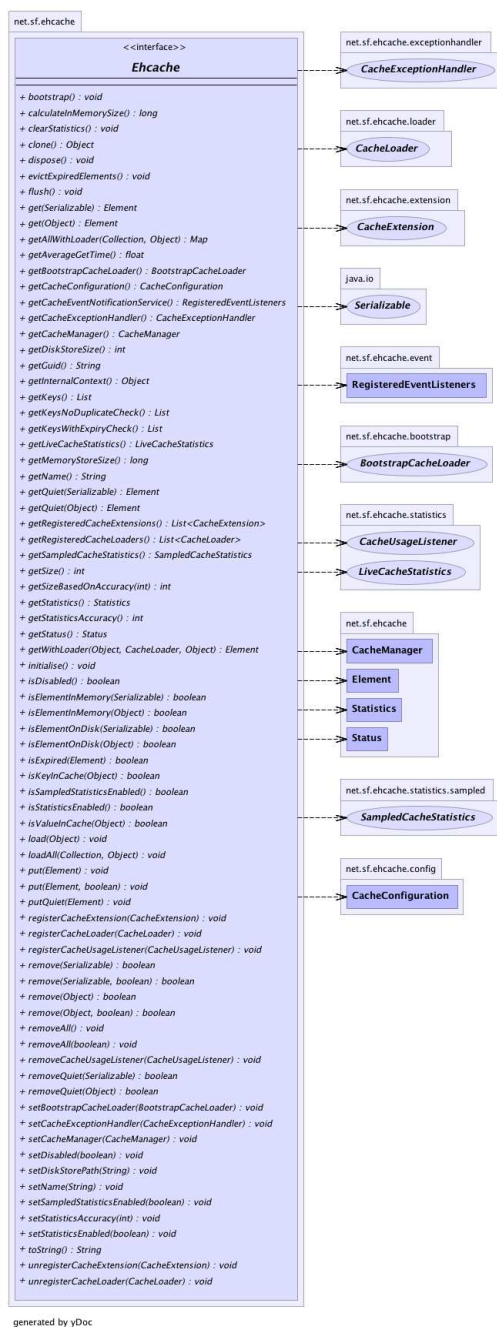 net.sf.ehcache
<<interface>>
Ehcache
+ bootstrap() : void
+ calculateInMemorySize() : long
+ clearStatistics() : void
+ clone() : Object
+ dispose() : void
+ evictExpiredElements() : void
+ flush() : void
+ get(Serializable) : Element
+ get(Object) : Element
+ getAllWithLoader(Collection, Object) : Map
+ getAverageGetTime() : float
+ getBootstrapCacheLoader() : BootstrapCacheLoader
+ getCacheConfiguration() : CacheConfiguration
+ getCacheEventNotificationService() : RegisteredEventListeners
+ getCacheExceptionHandler() : CacheExceptionHandler
+ getCacheManager() : CacheManager
+ getDiskStoreSize() : int
+ getGuid() : String
+ getInternalContext() : Object
+ getKeys() : List
+ getKeysNoDuplicateCheck() : List
+ getKeysWithExpiryCheck() : List
+ getLiveCacheStatistics() : LiveCacheStatistics
+ getMemoryStoreSize() : long
+ getName() : String
+ getQuiet(Serializable) : Element
+ getQuiet(Object) : Element
+ getRegisteredCacheExtensions() : List<CacheExtension>
+ getRegisteredCacheLoaders() : List<CacheLoader>
+ getSampledCacheStatistics() : SampledCacheStatistics
+ getSize() : int
+ getSizeBasedOnAccuracy(int) : int
+ getStatistics() : Statistics
+ getStatisticsAccuracy() : int
+ getStatus() : Status
+ getWithLoader(Object, CacheLoader, Object) : Element
+ initialise() : void
+ isDisabled() : boolean
+ isElementInMemory(Serializable) : boolean
+ isElementInMemory(Object) : boolean
+ isElementOnDisk(Serializable) : boolean
+ isElementOnDisk(Object) : boolean
+ isExpired(Element) : boolean
+ isKeyInCache(Object) : boolean
+ isSampledStatisticsEnabled() : boolean
+ isStatisticsEnabled() : boolean
+ isValueInCache(Object) : boolean
+ load(Object) : void
+ loadAll(Collection, Object) : void
+ put(Element) : void
+ put(Element, boolean) : void
+ putQuiet(Element) : void
+ registerCacheExtension(CacheExtension) : void
+ registerCacheLoader(CacheLoader) : void
+ registerCacheUsageListener(CacheUsageListener) : void
+ remove(Serializable) : boolean
+ remove(Serializable, boolean) : boolean
+ remove(Object) : boolean
+ remove(Object, boolean) : boolean
+ removeAll() : void
+ removeAll(boolean) : void
+ removeCacheUsageListener(CacheUsageListener) : void
+ removeQuiet(Serializable) : boolean
+ removeQuiet(Object) : boolean
+ setBootstrapCacheLoader(BootstrapCacheLoader) : void
+ setCacheExceptionHandler(CacheExceptionHandler) : void
+ setCacheManager(CacheManager) : void
+ setDisabled(boolean) : void
+ setDiskStorePath(String) : void
+ setName(String) : void
+ setSampledStatisticsEnabled(boolean) : void
+ setStatisticsAccuracy(int) : void
+ setStatisticsEnabled(boolean) : void
+ toString() : String
+ unregisterCacheExtension(CacheExtension) : void
+ unregisterCacheLoader(CacheLoader) : void
net.sf.ehcache.exceptionhandler
CacheExceptionHandler
net.sf.ehcache.loader
CacheLoader
net.sf.ehcache.extension
CacheExtension
java.io
Serializable
net.sf.ehcache.event
RegisteredEventListeners
net.sf.ehcache.bootstrap
BootstrapCacheLoader
net.sf.ehcache.statistics
CacheUsageListener
LiveCacheStatistics
net.sf.ehcache
CacheManager
Element
Statistics
Status
net.sf.ehcache.statistics.sampled
SampledCacheStatistics
net.sf.ehcache.config
CacheConfiguration
generated by yDoc